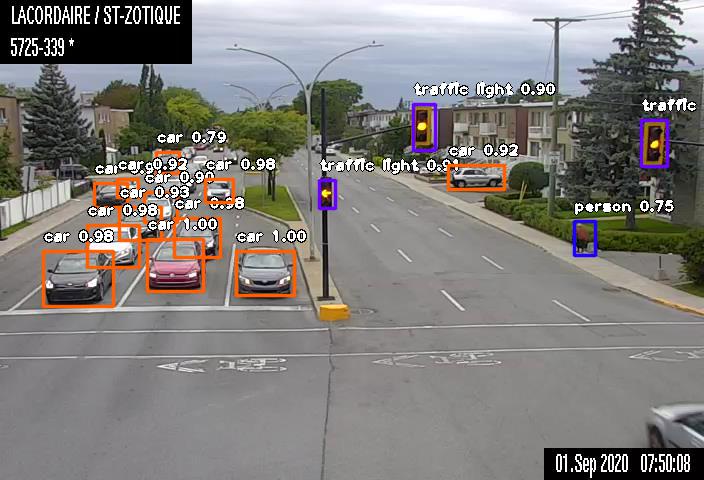 LACORDAIRE / ST-ZOTIQUE
5725-339 *
traffic light 0.90
traffic
car 0.79
car 0.92
car 0.92
car 0.98
traffic light 0.91
car 0.90
car 0.93
car 0.98
car 0.98
person 0.75
car 1.00
car 0.98
car 1.00
01.Sep 2020 07:50:08